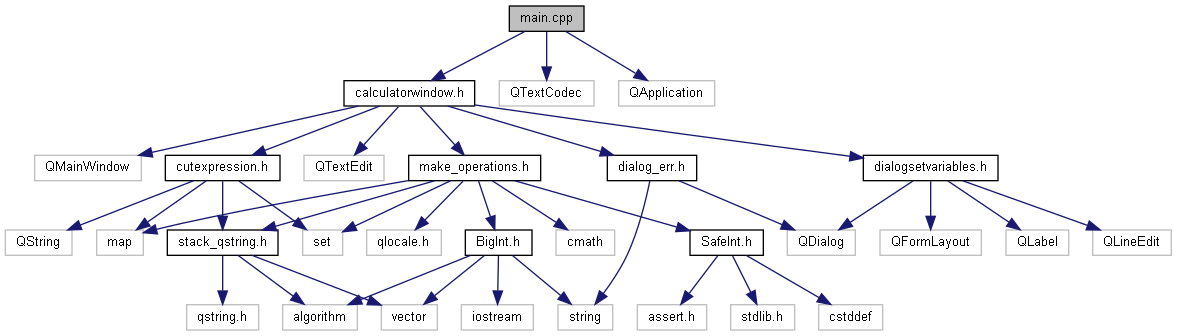 main.cpp
calculatorwindow.h
QTextCodec
QApplication
QMainWindow
cutexpression.h
QTextEdit
make_operations.h
dialog_err.h
dialogsetvariables.h
QString
map
stack_qstring.h
set
qlocale.h
BigInt.h
cmath
SafeInt.h
QDialog
QFormLayout
QLabel
QLineEdit
qstring.h
algorithm
vector
iostream
string
assert.h
stdlib.h
cstddef